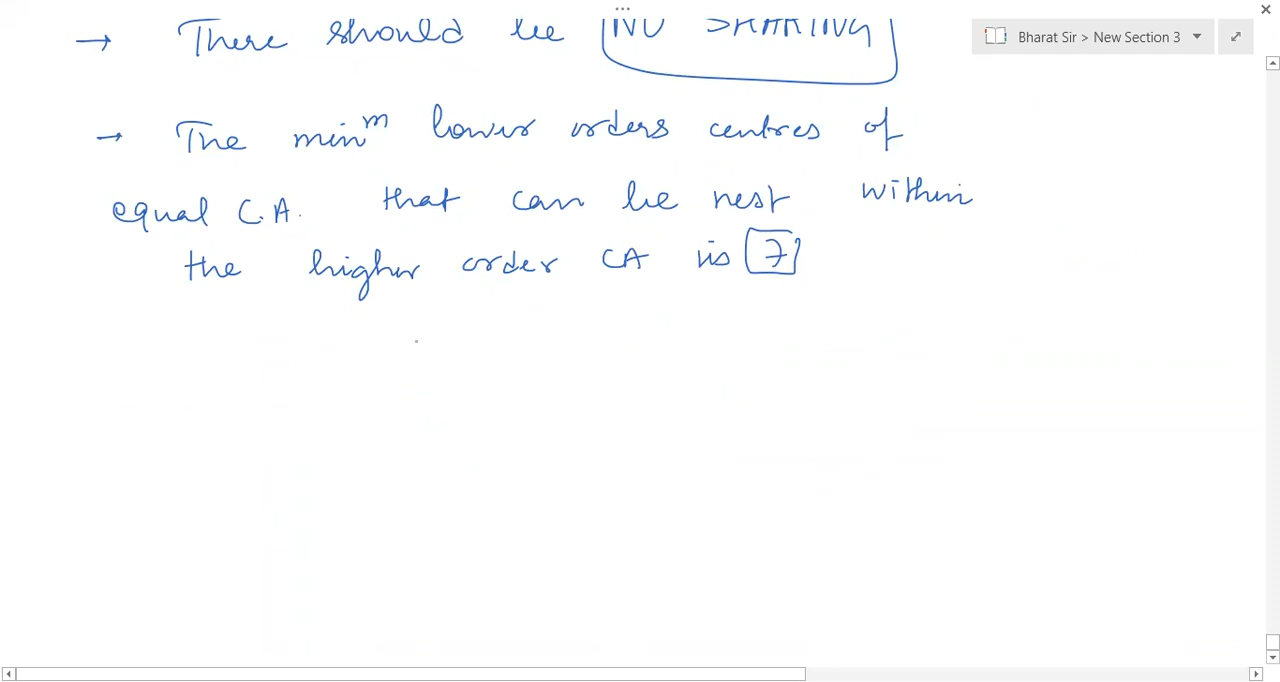 Bharat Sir > New Section 3
→ There should be NO SHARING
→ The minᵐ lower orders centres of
equal C.A. that can be nest within
the higher order CA is 7